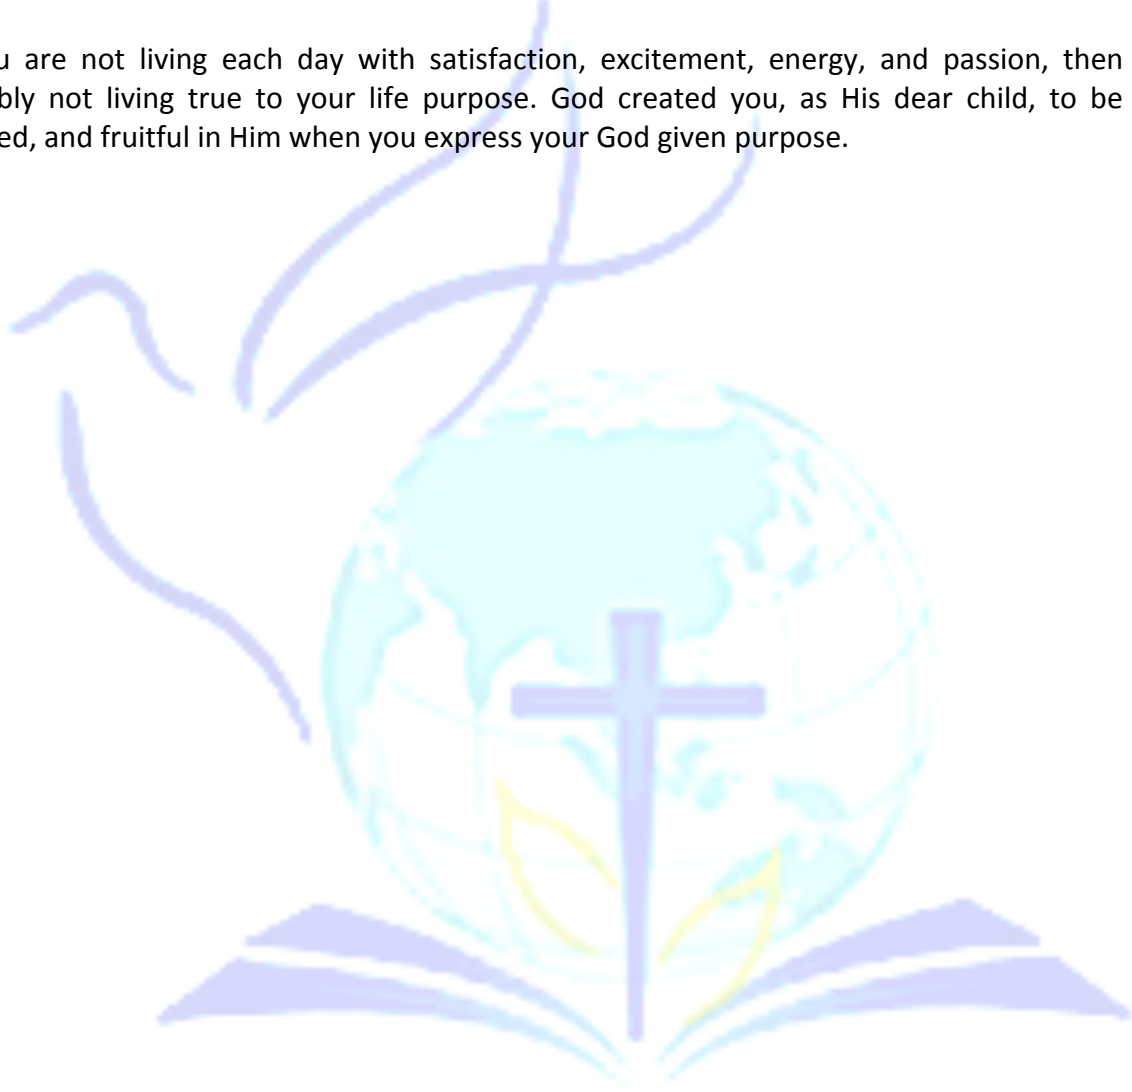 are not living each day with satisfaction, excitement, energy, and passion, then
not living true to your life purpose. God created you, as His dear child, to be
and fruitful in Him when you express your God given purpose.